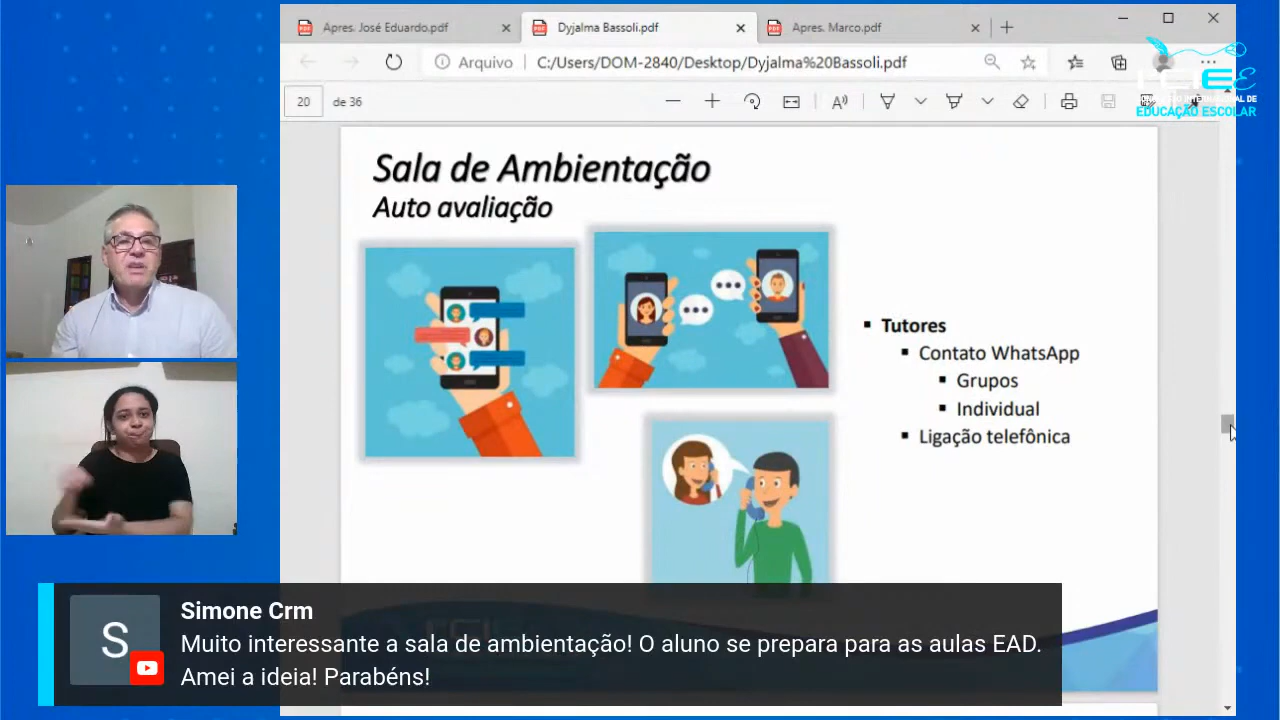 Apres. José Eduardo.pdf
Dyjalma Bassoli.pdf
Apres. Marco.pdf
Arquivo
C:/Users/DOM-2840/Desktop/Dyjalma%20Bassoli.pdf
20 de 36
EDUCAÇÃO ESCOLAR
Sala de Ambientação
Auto avaliação
Tutores
Contato WhatsApp
Grupos
Individual
Ligação telefônica
S
Simone Crm
Muito interessante a sala de ambientação! O aluno se prepara para as aulas EAD.
Amei a ideia! Parabéns!